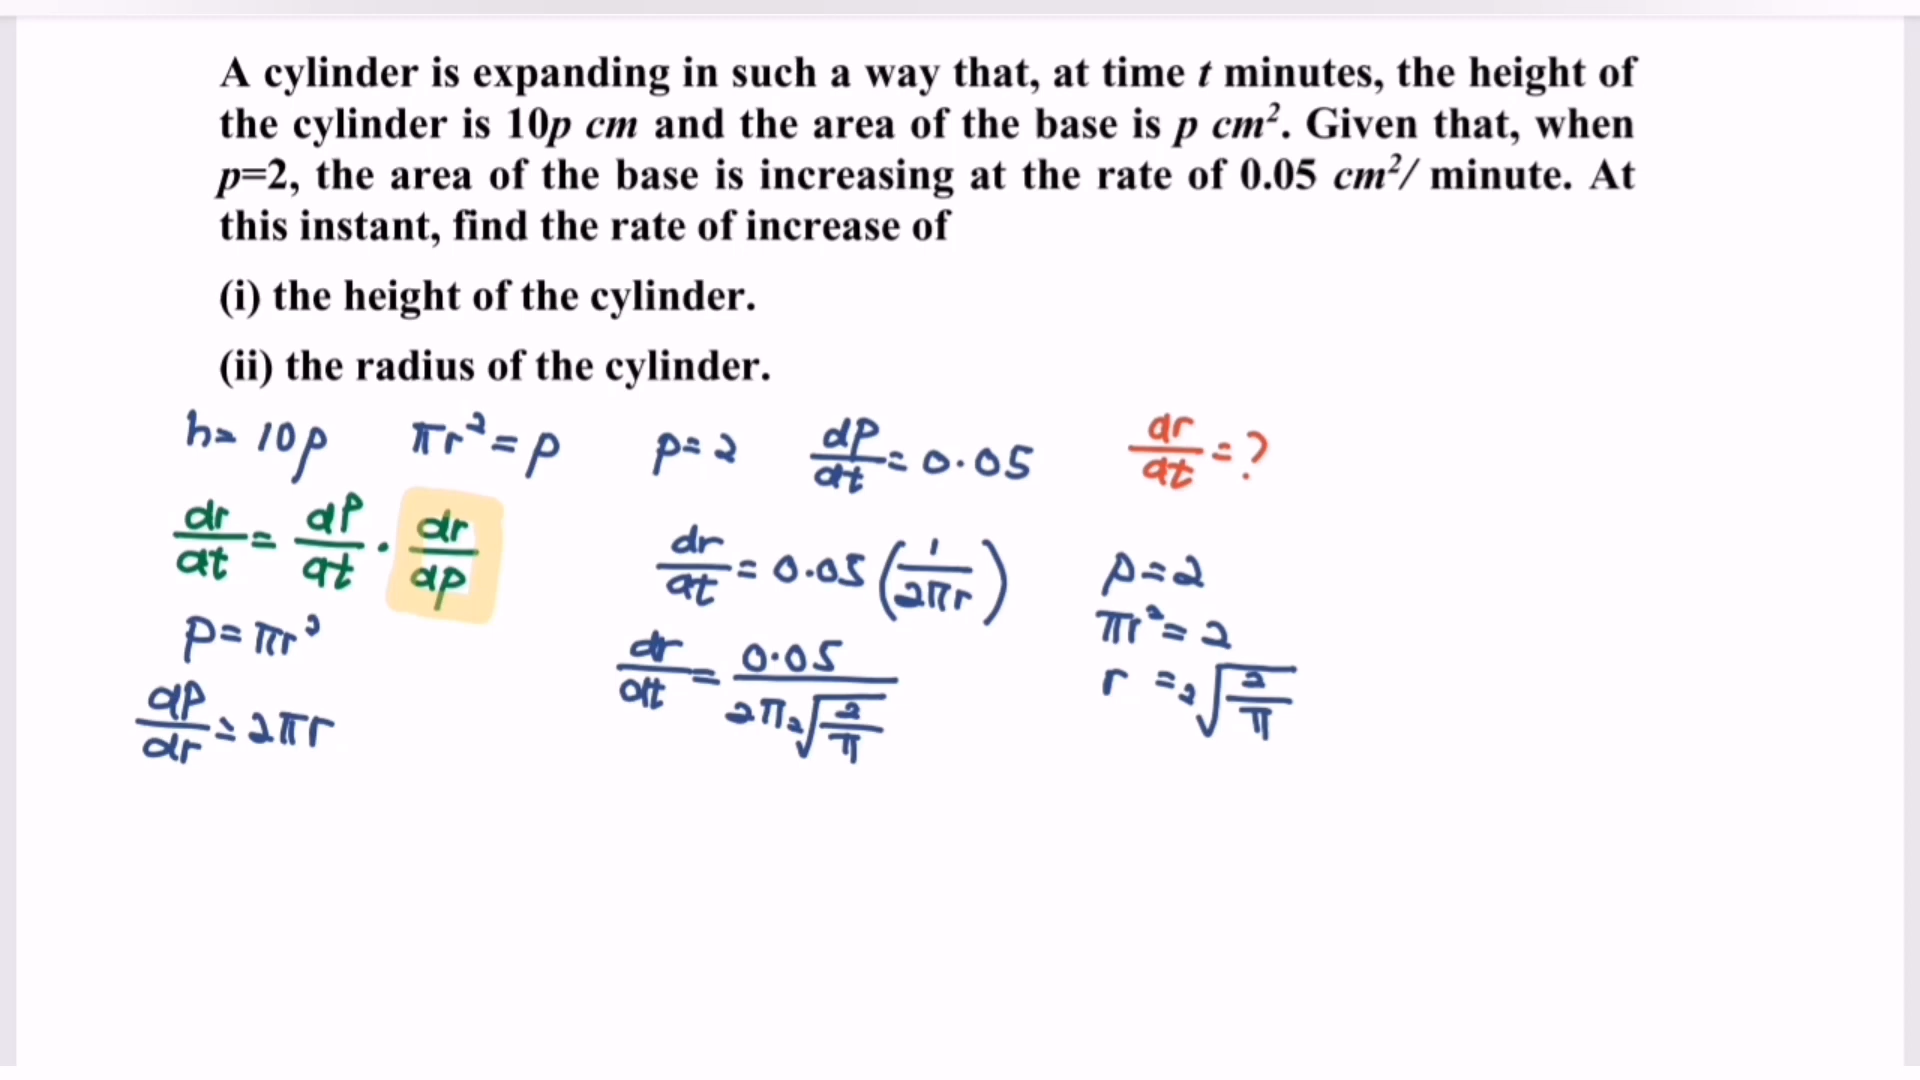 A cylinder is expanding in such a way that, at time t minutes, the height of
the cylinder is 10p cm and the area of the base is p cm². Given that, when
p=2, the area of the base is increasing at the rate of 0.05 cm²/ minute. At
this instant, find the rate of increase of
(i) the height of the cylinder.
(ii) the radius of the cylinder.
h= 10p πr²=p p=2 dp/dt=0.05 dr/dt=?
dr/dt = dp/dt · dr/dp
p=πr²
dp/dr=2πr
dr/dt=0.05(1/2πr)
dr/dt=0.05/2π²√(2/π)
p=2
πr²=2
r =²√(2/π)